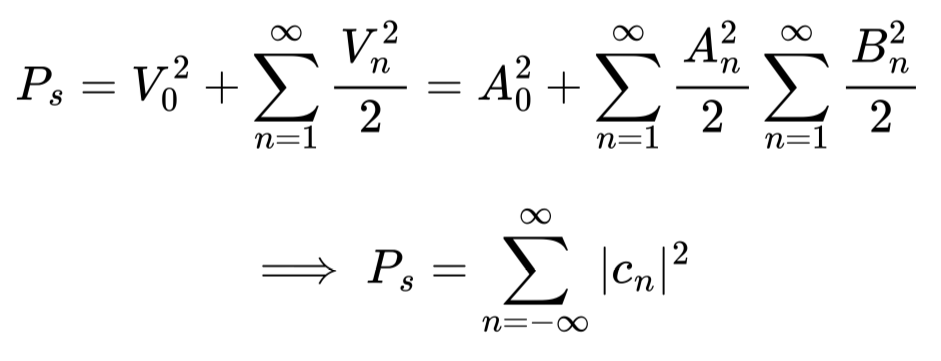 P_s = V_0^2 + \sum_{n=1}^{\infty} \frac{V_n^2}{2} = A_0^2 + \sum_{n=1}^{\infty} \frac{A_n^2}{2} \sum_{n=1}^{\infty} \frac{B_n^2}{2}
\implies P_s = \sum_{n=-\infty}^{\infty} |c_n|^2